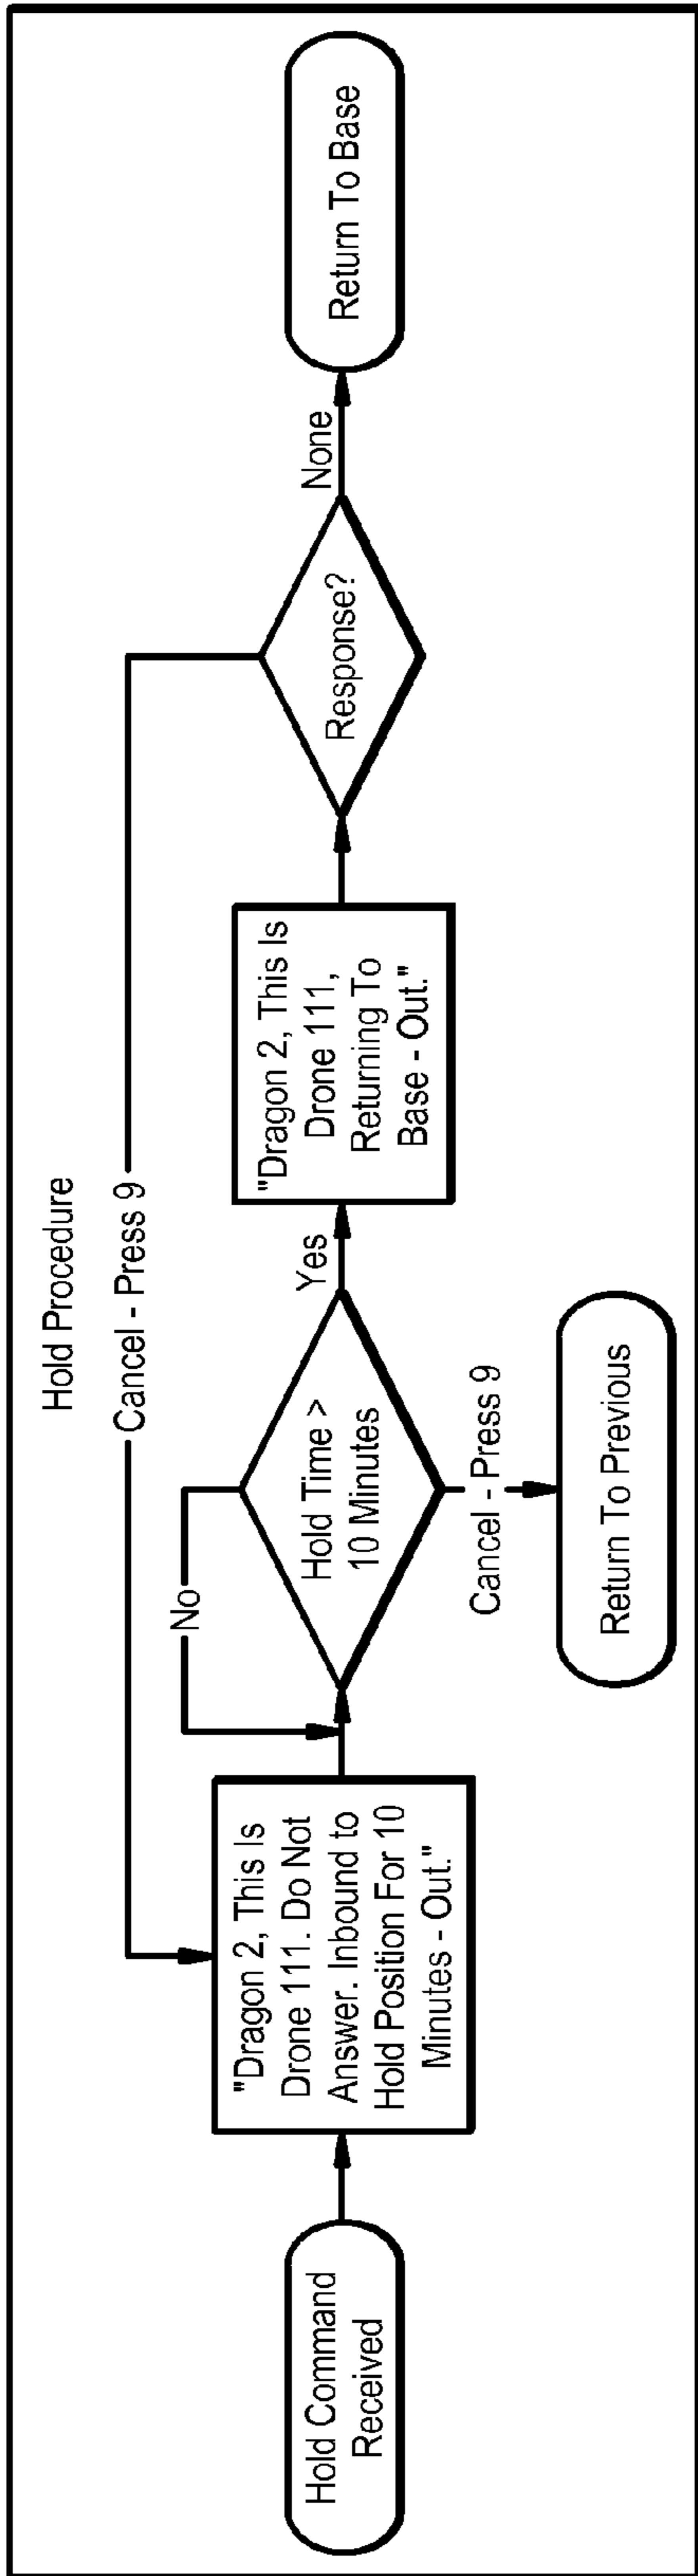 Hold Procedure
Cancel - Press 9
Hold Command
Received
"Dragon 2, This Is
Drone 111. Do Not
Answer. Inbound to
Hold Position For 10
Minutes - Out."
No
Hold Time >
10 Minutes
Yes
Cancel - Press 9
Return To Previous
"Dragon 2, This Is
Drone 111,
Returning To
Base - Out."
Response?
None
Return To Base